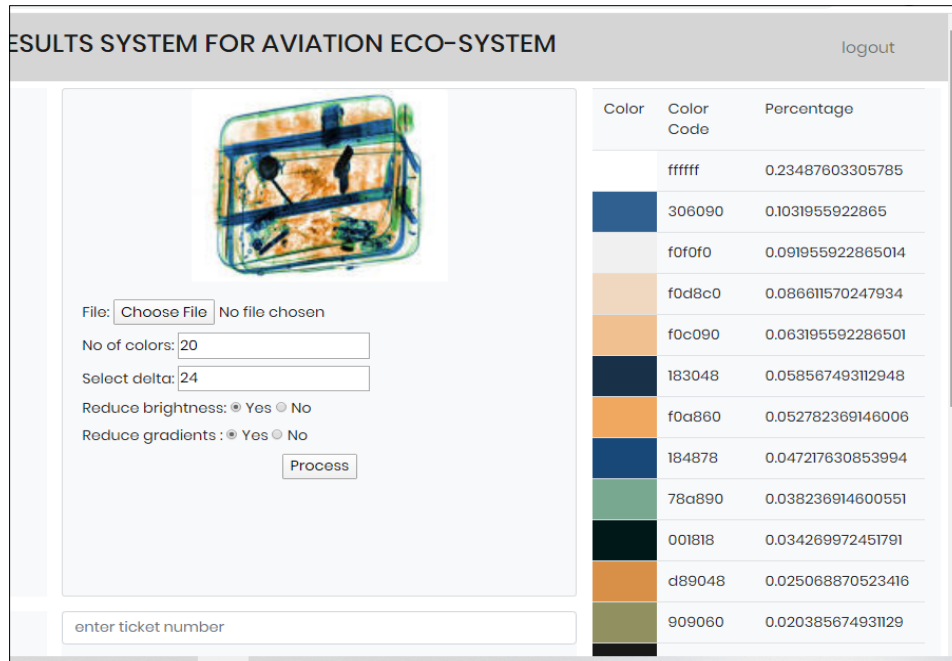 ESULTS SYSTEM FOR AVIATION ECO-SYSTEM
logout
File: Choose File No file chosen
No of colors: 20
Select delta: 24
Reduce brightness: Yes No
Reduce gradients : Yes No
Process
enter ticket number
Color Color Code Percentage
ffffff 0.23487603305785
306090 0.1031955922865
f0f0f0 0.091955922865014
f0d8c0 0.086611570247934
f0c090 0.063195592286501
183048 0.058567493112948
f0a860 0.052782369146006
184878 0.047217630853994
78a890 0.038236914600551
001818 0.034269972451791
d89048 0.025068870523416
909060 0.020385674931129